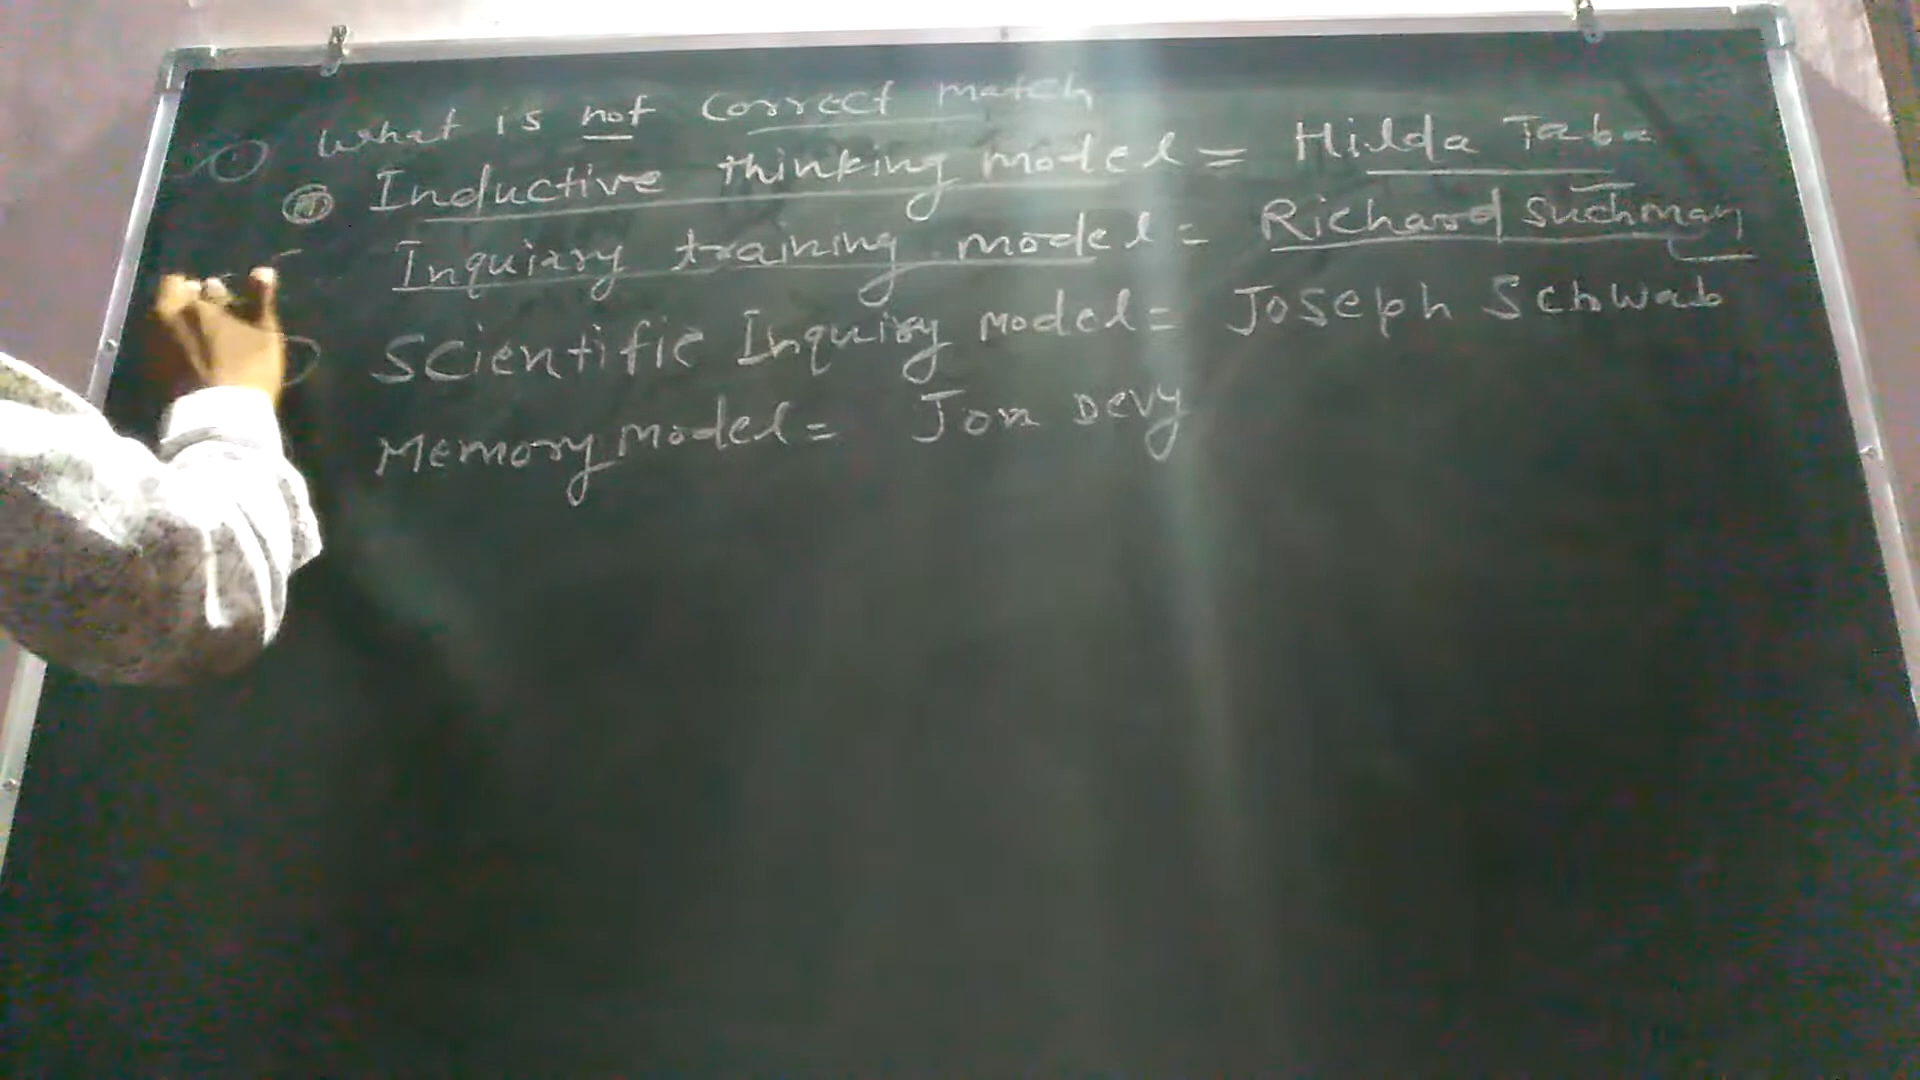 What is not correct match
Inductive thinking model = Hilda Taba
Inquiry training model = Richard Suchman
Scientific Inquiry Model = Joseph Schwab
Memory Model = Jon Devy